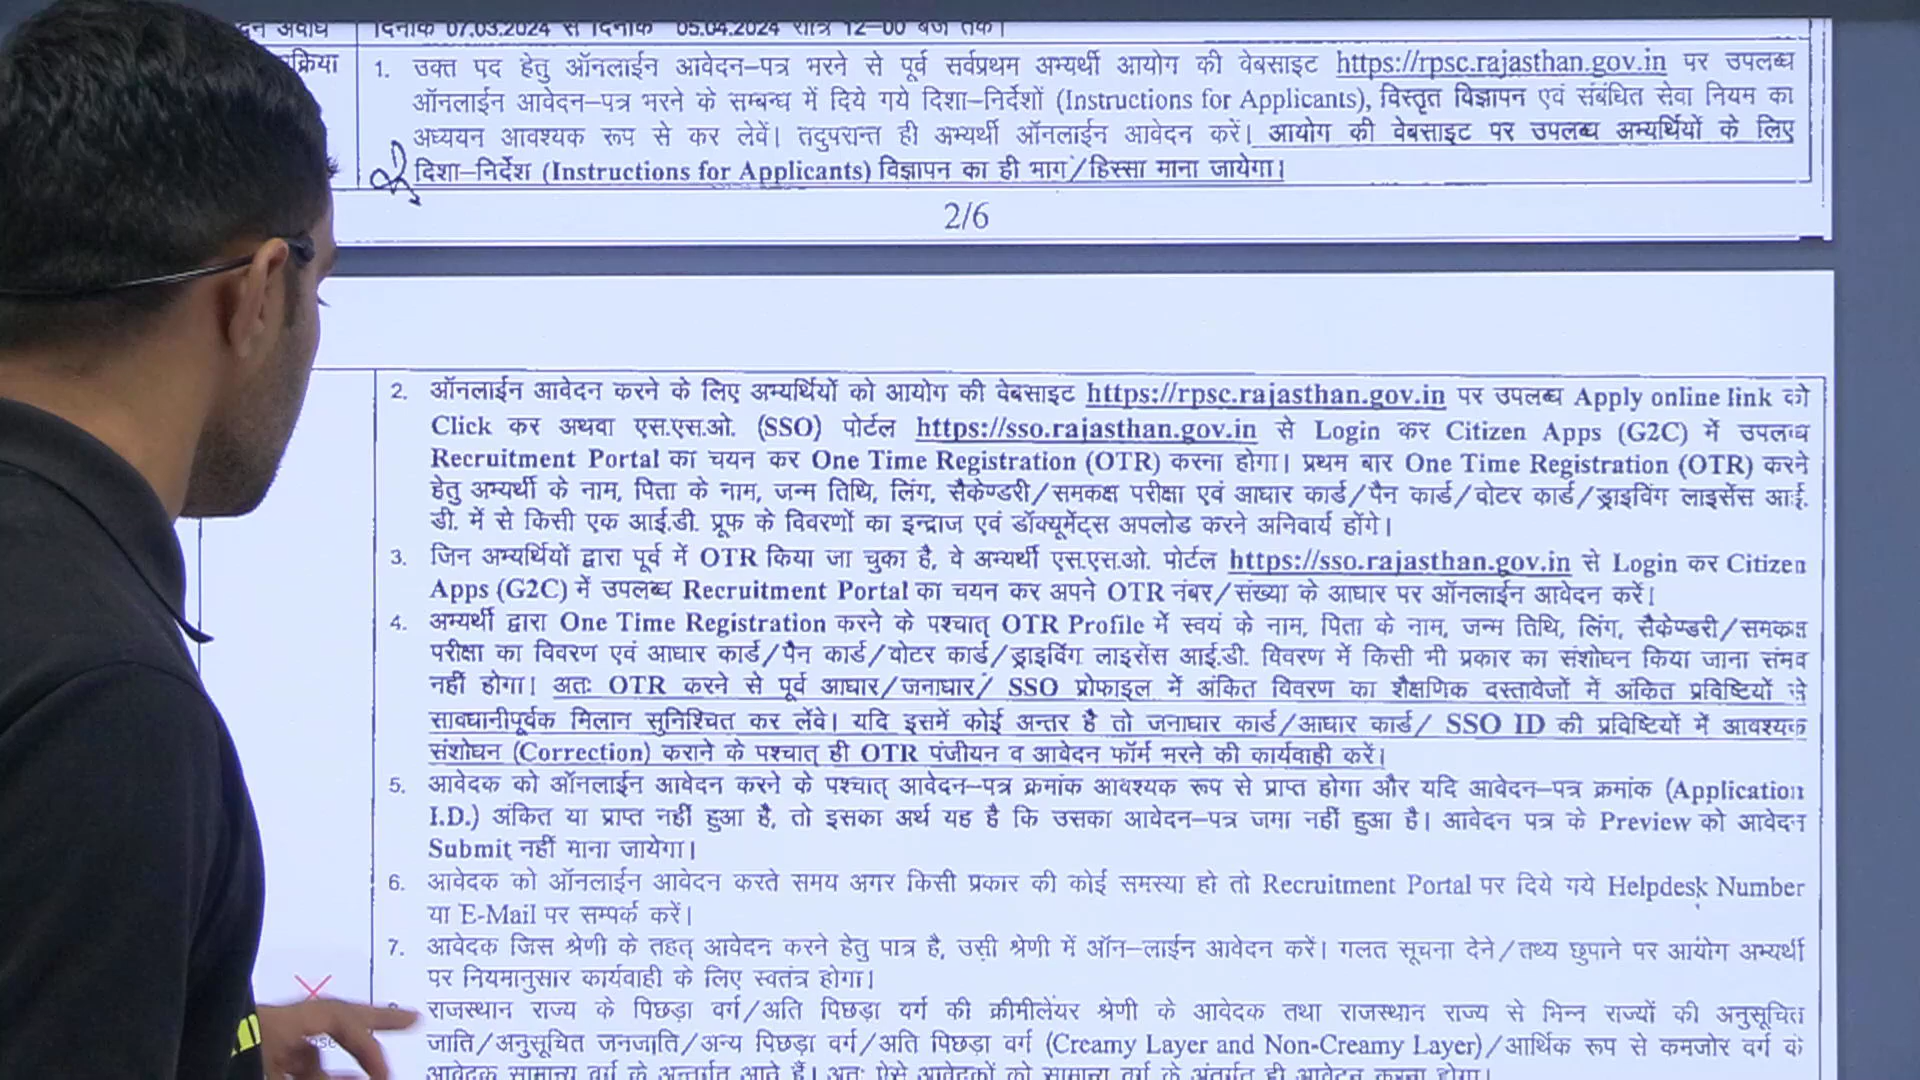 दिनांक 07.03.2024 से दिनांक 05.04.2024 रात्रि 12–00 बजे तक।
1. उक्त पद हेतु ऑनलाईन आवेदन–पत्र भरने से पूर्व सर्वप्रथम अभ्यर्थी आयोग की वेबसाइट https://rpsc.rajasthan.gov.in पर उपलब्ध
ऑनलाईन आवेदन–पत्र भरने के सम्बन्ध में दिये गये दिशा–निर्देशों (Instructions for Applicants), विस्तृत विज्ञापन एवं संबंधित सेवा नियम का
अध्ययन आवश्यक रूप से कर लेवें। तदुपरान्त ही अभ्यर्थी ऑनलाईन आवेदन करें। आयोग की वेबसाइट पर उपलब्ध अभ्यर्थियों के लिए
दिशा–निर्देश (Instructions for Applicants) विज्ञापन का ही भाग/हिस्सा माना जायेगा।
2/6
2. ऑनलाईन आवेदन करने के लिए अभ्यर्थियों को आयोग की वेबसाइट https://rpsc.rajasthan.gov.in पर उपलब्ध Apply online link को
Click कर अथवा एस.एस.ओ. (SSO) पोर्टल https://sso.rajasthan.gov.in से Login कर Citizen Apps (G2C) में उपलब्ध
Recruitment Portal का चयन कर One Time Registration (OTR) करना होगा। प्रथम बार One Time Registration (OTR) करने
हेतु अभ्यर्थी के नाम, पिता के नाम, जन्म तिथि, लिंग, सैकेण्डरी/समकक्ष परीक्षा एवं आधार कार्ड/पैन कार्ड/वोटर कार्ड/ड्राइविंग लाइसेंस आई.
डी. में से किसी एक आई.डी. प्रूफ के विवरणों का इन्द्राज एवं डॉक्यूमेंट्स अपलोड करने अनिवार्य होंगे।
3. जिन अभ्यर्थियों द्वारा पूर्व में OTR किया जा चुका है, वे अभ्यर्थी एस.एस.ओ. पोर्टल https://sso.rajasthan.gov.in से Login कर Citizen
Apps (G2C) में उपलब्ध Recruitment Portal का चयन कर अपने OTR नंबर/संख्या के आधार पर ऑनलाईन आवेदन करें।
4. अभ्यर्थी द्वारा One Time Registration करने के पश्चात् OTR Profile में स्वयं के नाम, पिता के नाम, जन्म तिथि, लिंग, सैकेण्डरी/समकक्ष
परीक्षा का विवरण एवं आधार कार्ड/पैन कार्ड/वोटर कार्ड/ड्राइविंग लाइसेंस आई.डी. विवरण में किसी भी प्रकार का संशोधन किया जाना संभव
नहीं होगा। अतः OTR करने से पूर्व आधार/जनाधार/ SSO प्रोफाइल में अंकित विवरण का शैक्षणिक दस्तावेजों में अंकित प्रविष्टियों से
सावधानीपूर्वक मिलान सुनिश्चित कर लेंवे। यदि इसमें कोई अन्तर है तो जनाधार कार्ड/आधार कार्ड/ SSO ID की प्रविष्टियों में आवश्यक
संशोधन (Correction) कराने के पश्चात् ही OTR पंजीयन व आवेदन फॉर्म भरने की कार्यवाही करें।
5. आवेदक को ऑनलाईन आवेदन करने के पश्चात् आवेदन–पत्र क्रमांक आवश्यक रूप से प्राप्त होगा और यदि आवेदन–पत्र क्रमांक (Application
I.D.) अंकित या प्राप्त नहीं हुआ है, तो इसका अर्थ यह है कि उसका आवेदन–पत्र जमा नहीं हुआ है। आवेदन पत्र के Preview को आवेदन
Submit नहीं माना जायेगा।
6. आवेदक को ऑनलाईन आवेदन करते समय अगर किसी प्रकार की कोई समस्या हो तो Recruitment Portal पर दिये गये Helpdesk Number
या E-Mail पर सम्पर्क करें।
7. आवेदक जिस श्रेणी के तहत् आवेदन करने हेतु पात्र है, उसी श्रेणी में ऑन–लाईन आवेदन करें। गलत सूचना देने/तथ्य छुपाने पर आयोग अभ्यर्थी
पर नियमानुसार कार्यवाही के लिए स्वतंत्र होगा।
राजस्थान राज्य के पिछड़ा वर्ग/अति पिछड़ा वर्ग की क्रीमीलेयर श्रेणी के आवेदक तथा राजस्थान राज्य से भिन्न राज्यों की अनुसूचित
जाति/अनुसूचित जनजाति/अन्य पिछड़ा वर्ग/अति पिछड़ा वर्ग (Creamy Layer and Non-Creamy Layer)/आर्थिक रूप से कमजोर वर्ग के
आवेदक सामान्य वर्ग के अन्तर्गत आते हैं। अतः ऐसे आवेदकों को सामान्य वर्ग के अंतर्गत ही आवेदन करना होगा।